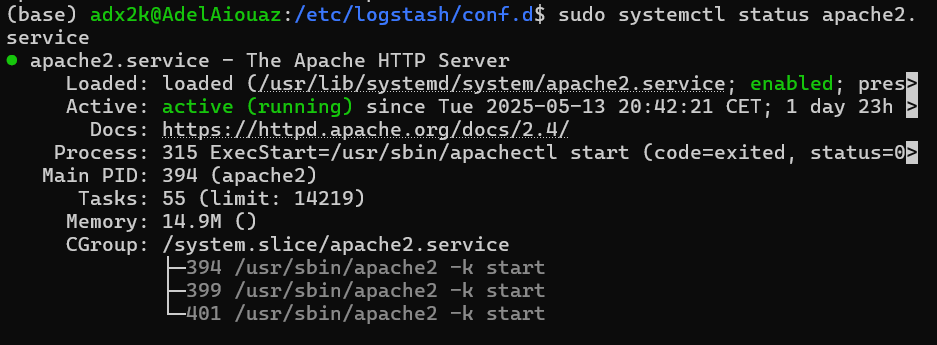 (base) adx2k@AdelAiouaz:/etc/logstash/conf.d$ sudo systemctl status apache2.
service
● apache2.service - The Apache HTTP Server
     Loaded: loaded (/usr/lib/systemd/system/apache2.service; enabled; pres>
     Active: active (running) since Tue 2025-05-13 20:42:21 CET; 1 day 23h >
       Docs: https://httpd.apache.org/docs/2.4/
    Process: 315 ExecStart=/usr/sbin/apachectl start (code=exited, status=0>
   Main PID: 394 (apache2)
      Tasks: 55 (limit: 14219)
     Memory: 14.9M ()
     CGroup: /system.slice/apache2.service
             ├─394 /usr/sbin/apache2 -k start
             ├─399 /usr/sbin/apache2 -k start
             └─401 /usr/sbin/apache2 -k start